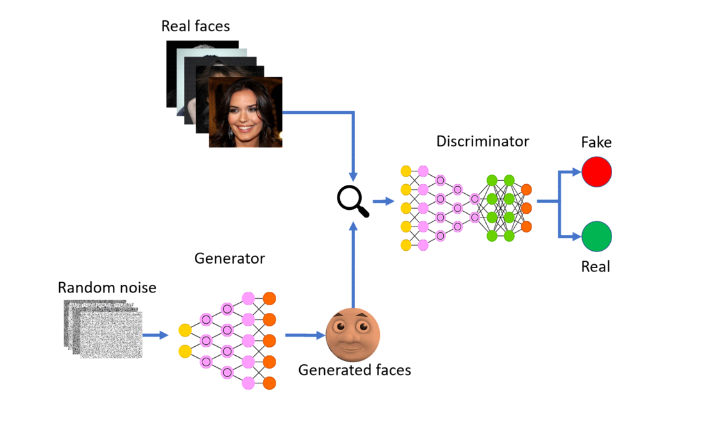 Real faces
Discriminator
Fake
Generator
Real
Random noise
Generated faces